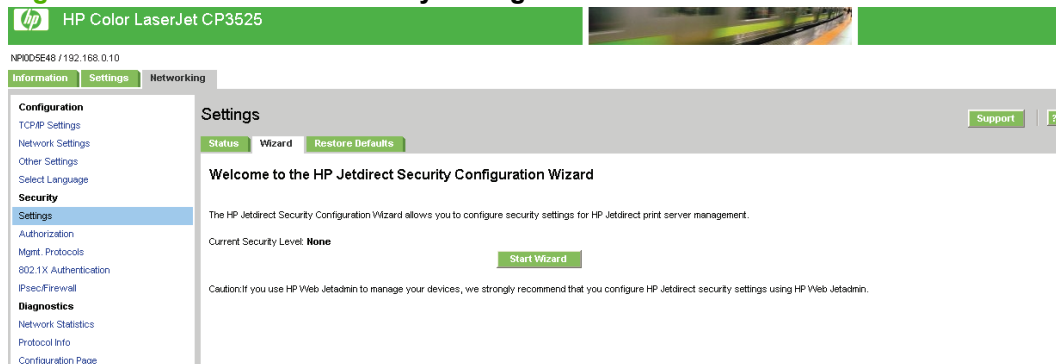 hp HP Color LaserJet CP3525
NPI0D5E48 / 192.168.0.10
Information Settings Networking
Configuration
TCP/IP Settings
Network Settings
Other Settings
Select Language
Security
Settings
Authorization
Mgmt. Protocols
802.1X Authentication
IPsec/Firewall
Diagnostics
Network Statistics
Protocol Info
Configuration Page
Settings
Support ?
Status Wizard Restore Defaults
Welcome to the HP Jetdirect Security Configuration Wizard
The HP Jetdirect Security Configuration Wizard allows you to configure security settings for HP Jetdirect print server management.
Current Security Level: None
Start Wizard
Caution:If you use HP Web Jetadmin to manage your devices, we strongly recommend that you configure HP Jetdirect security settings using HP Web Jetadmin.